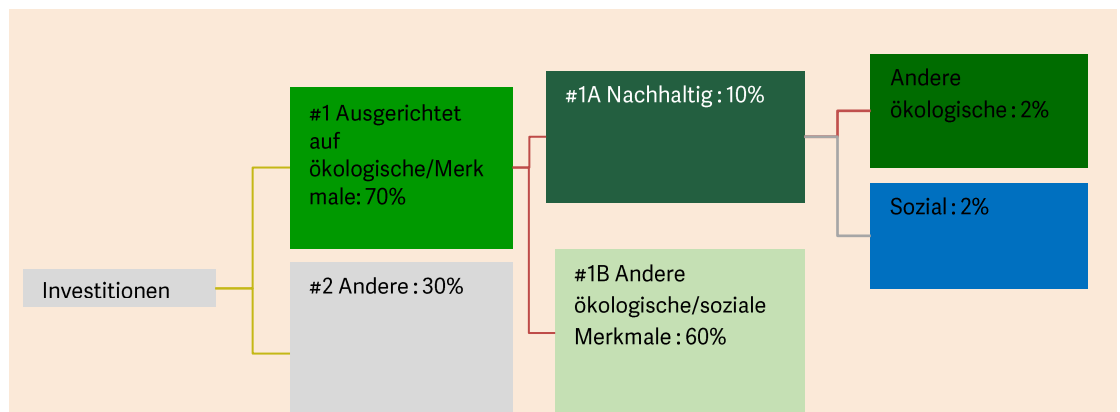 Investitionen
#1 Ausgerichtet
auf
ökologische/Merk
male: 70%
#2 Andere : 30%
#1A Nachhaltig : 10%
#1B Andere
ökologische/soziale
Merkmale : 60%
Andere
ökologische : 2%
Sozial : 2%